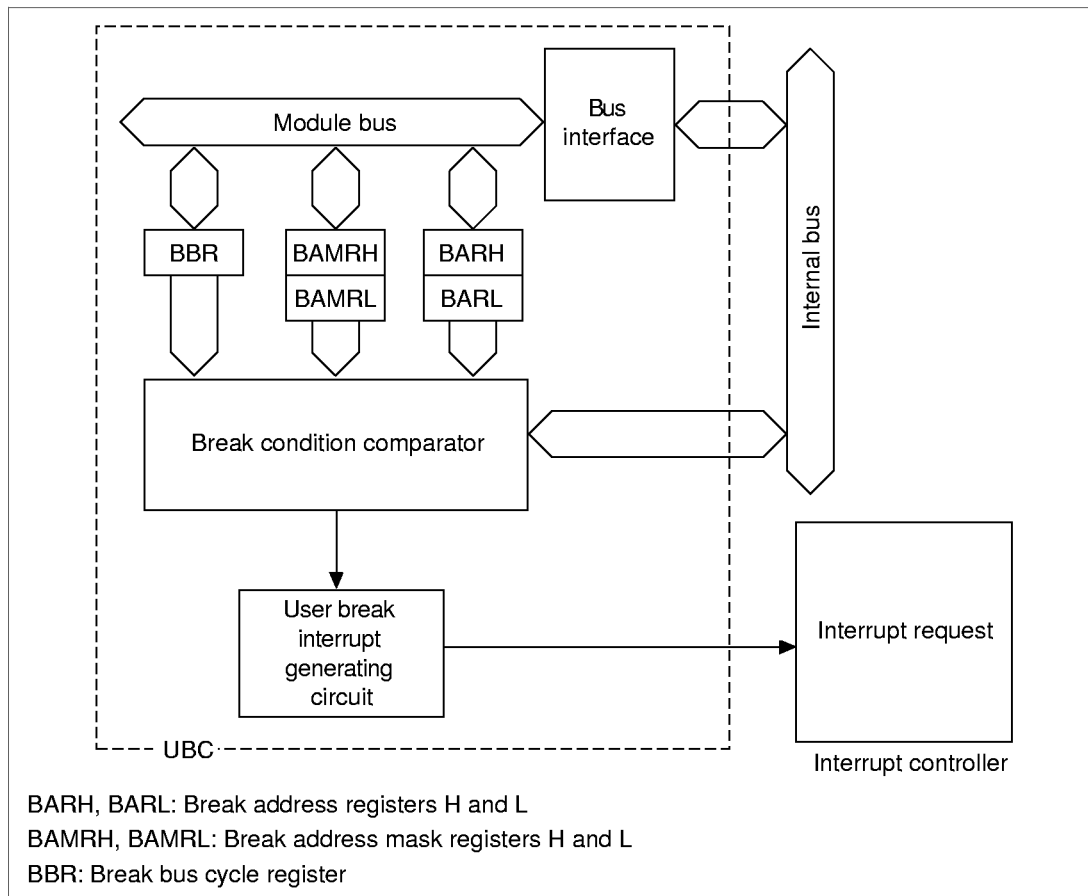 Module bus
Bus
interface
BBR
BAMRH
BARH
BAMRL
BARL
Internal bus
Break condition comparator
User break
interrupt
generating
circuit
Interrupt request
UBC
Interrupt controller
BARH, BARL: Break address registers H and L
BAMRH, BAMRL: Break address mask registers H and L
BBR: Break bus cycle register